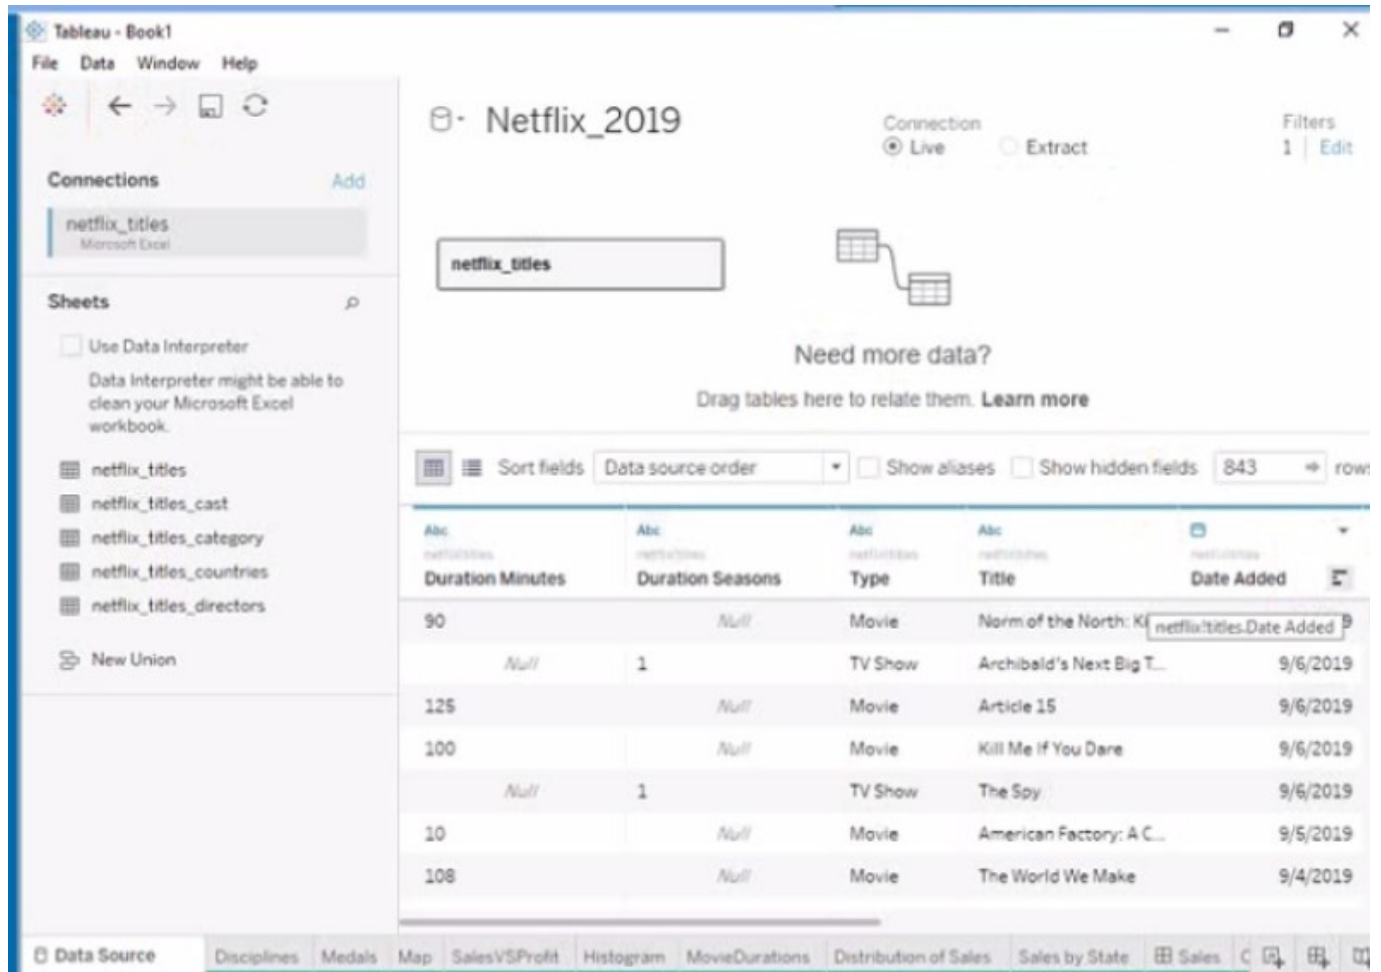 Tableau - Book1
File Data Window Help
Netflix_2019
Connection
Live Extract
Filters
1 Edit
Connections Add
netflix_titles
Microsoft Excel
netflix_titles
Sheets
Use Data Interpreter
Data Interpreter might be able to
clean your Microsoft Excel
workbook.
netflix_titles
netflix_titles_cast
netflix_titles_category
netflix_titles_countries
netflix_titles_directors
New Union
Need more data?
Drag tables here to relate them. Learn more
Sort fields Data source order Show aliases Show hidden fields 843 rows
Abc Abc Abc Abc
Duration Minutes Duration Seasons Type Title Date Added
90 Null Movie Norm of the North: Ki 9
netflix!titles.Date Added
Null 1 TV Show Archibald's Next Big T... 9/6/2019
125 Null Movie Article 15 9/6/2019
100 Null Movie Kill Me If You Dare 9/6/2019
Null 1 TV Show The Spy 9/6/2019
10 Null Movie American Factory: A C... 9/5/2019
108 Null Movie The World We Make 9/4/2019
Data Source Disciplines Medals Map SalesVSProfit Histogram MovieDurations Distribution of Sales Sales by State Sales